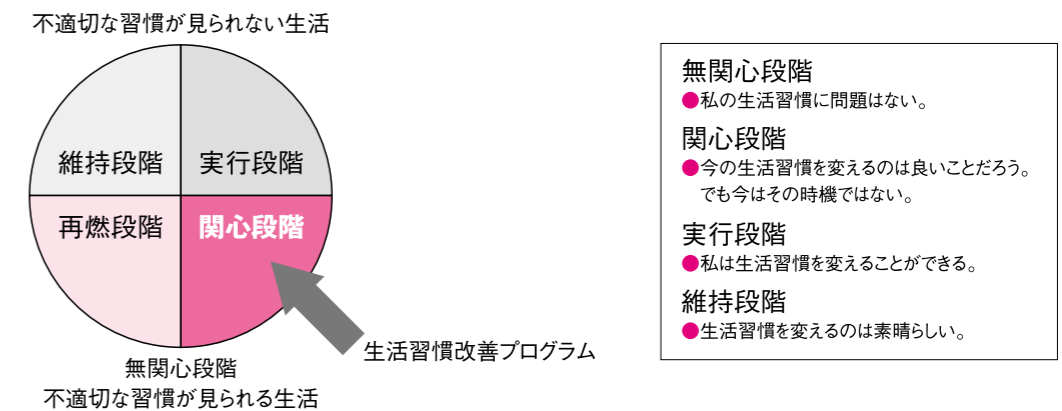 不適切な習慣が見られない生活
維持段階
実行段階
再燃段階
関心段階
生活習慣改善プログラム
無関心段階
不適切な習慣が見られる生活
無関心段階
●私の生活習慣に問題はない。
関心段階
●今の生活習慣を変えるのは良いことだろう。
でも今はその時機ではない。
実行段階
●私は生活習慣を変えることができる。
維持段階
●生活習慣を変えるのは素晴らしい。